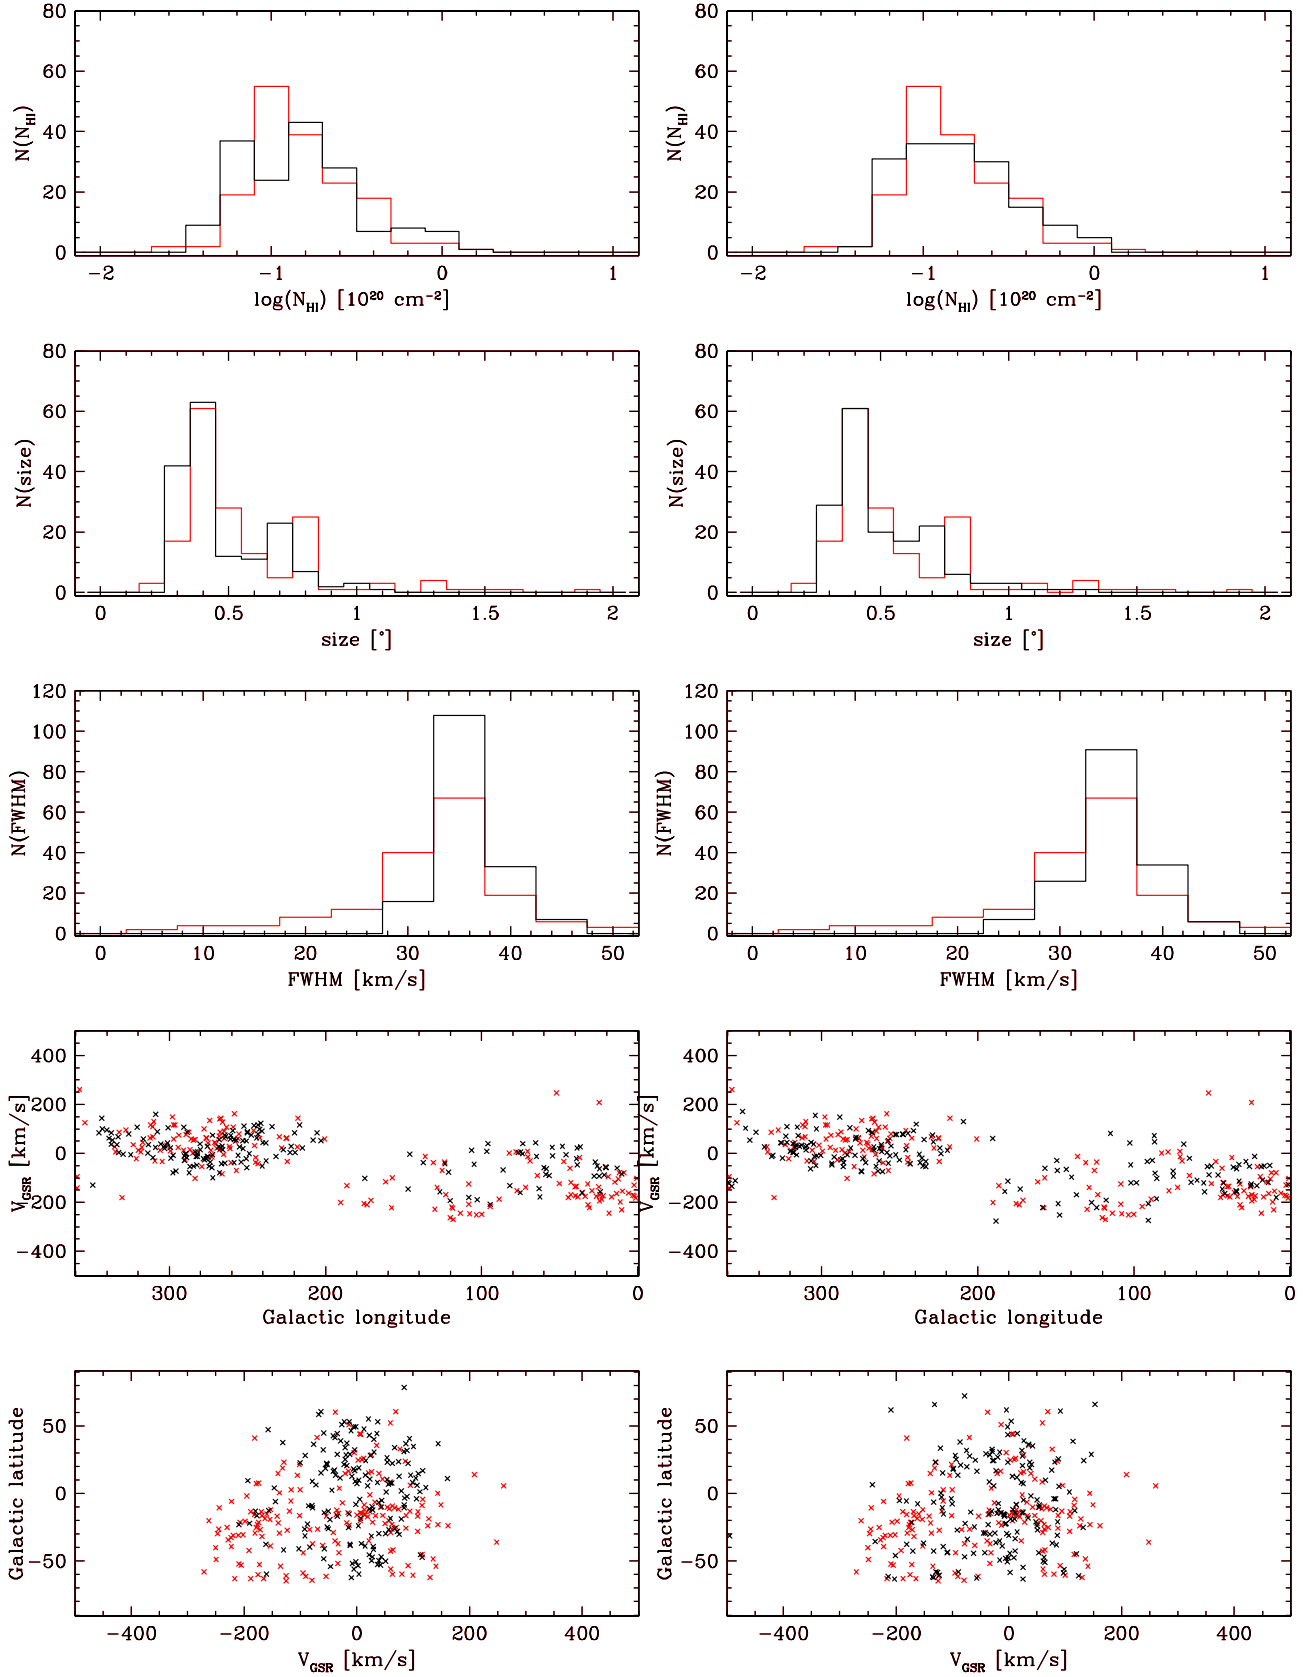 80
60
40
20
0
N(N_HI)
−2 −1 0 1
log(N_HI) [10²⁰ cm⁻²]
80
60
40
20
0
N(N_HI)
−2 −1 0 1
log(N_HI) [10²⁰ cm⁻²]
80
60
40
20
0
N(size)
0 0.5 1 1.5 2
size [°]
80
60
40
20
0
N(size)
0 0.5 1 1.5 2
size [°]
120
100
80
60
40
20
0
N(FWHM)
0 10 20 30 40 50
FWHM [km/s]
120
100
80
60
40
20
0
N(FWHM)
0 10 20 30 40 50
FWHM [km/s]
400
200
0
−200
−400
V_GSR [km/s]
300 200 100 0
Galactic longitude
400
200
0
−200
−400
V_GSR [km/s]
300 200 100 0
Galactic longitude
50
0
−50
Galactic latitude
−400 −200 0 200 400
V_GSR [km/s]
50
0
−50
Galactic latitude
−400 −200 0 200 400
V_GSR [km/s]